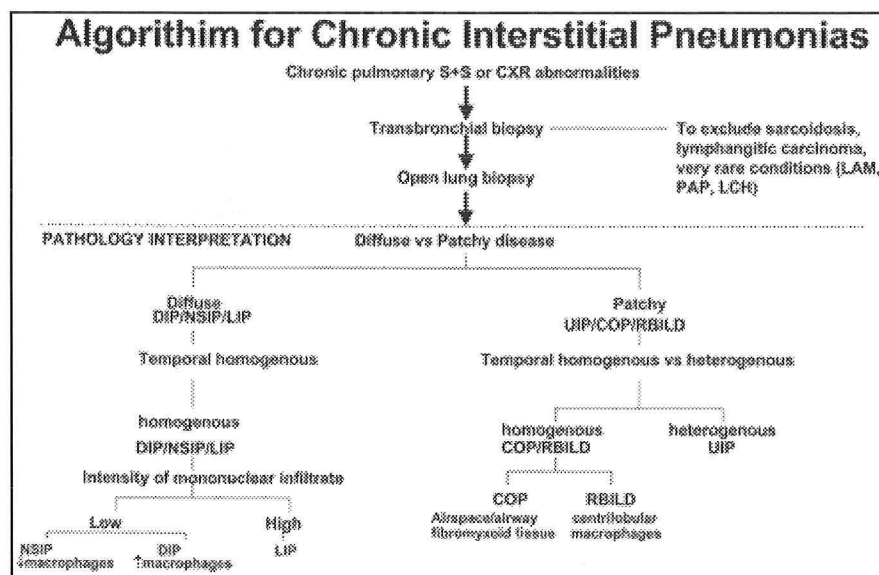 Algorithim for Chronic Interstitial Pneumonias
Chronic pulmonary S+S or CXR abnormalities
Transbronchial biopsy
To exclude sarcoidosis,
lymphangitic carcinoma,
very rare conditions (LAM,
PAP, LCH)
Open lung biopsy
PATHOLOGY INTERPRETATION
Diffuse vs Patchy disease
Diffuse
DIP/NSIP/LIP
Patchy
UIP/COP/RBILD
Temporal homogenous
Temporal homogenous vs heterogenous
homogenous
DIP/NSIP/LIP
homogenous
COP/RBILD
heterogenous
UIP
Intensity of mononuclear infiltrate
Low
High
NSIP
↓macrophages
DIP
↑macrophages
LIP
COP
Airspace/airway
fibromyxoid tissue
RBILD
centrilobular
macrophages